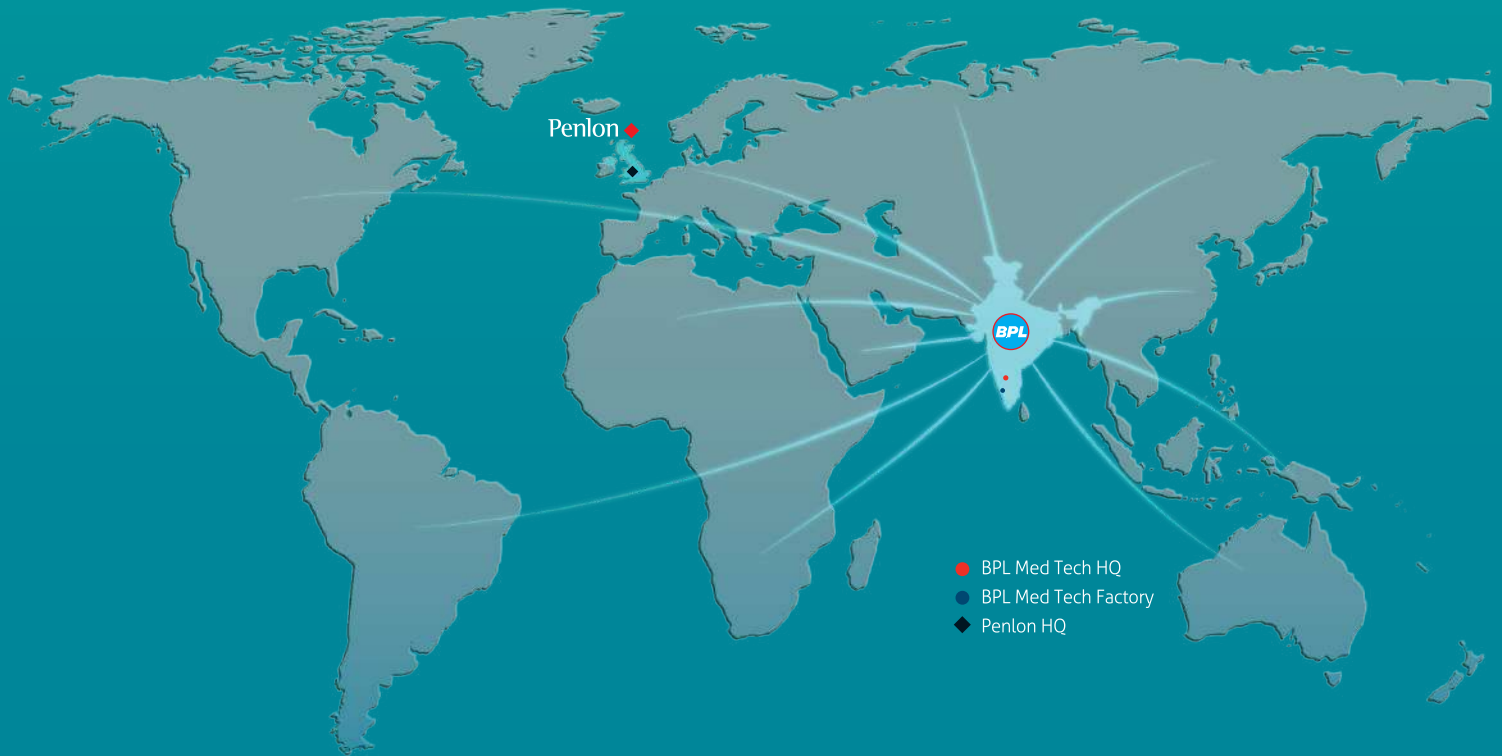 Penlon
BPL
BPL Med Tech HQ
BPL Med Tech Factory
Penlon HQ